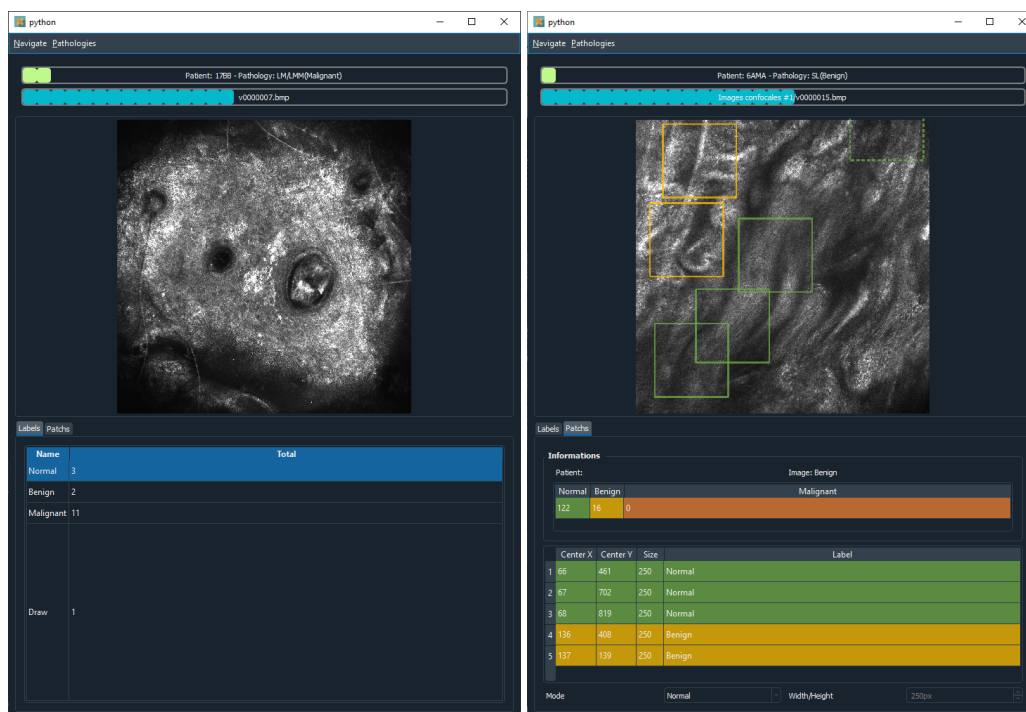 python
Navigate Pathologies
Patient: 17BB - Pathology: LM/LMM(Malignant)
v0000007.bmp
Labels Patchs
Name Total
Normal 3
Benign 2
Malignant 11
Draw 1
python
Navigate Pathologies
Patient: 6AMA - Pathology: SL(Benign)
Images confocales #1/v0000015.bmp
Labels Patchs
Informations
Patient: Image: Benign
Normal Benign Malignant
122 16 0
Center X Center Y Size Label
1 66 461 250 Normal
2 67 702 250 Normal
3 68 819 250 Normal
4 136 408 250 Benign
5 137 139 250 Benign
Mode Normal Width/Height 250px